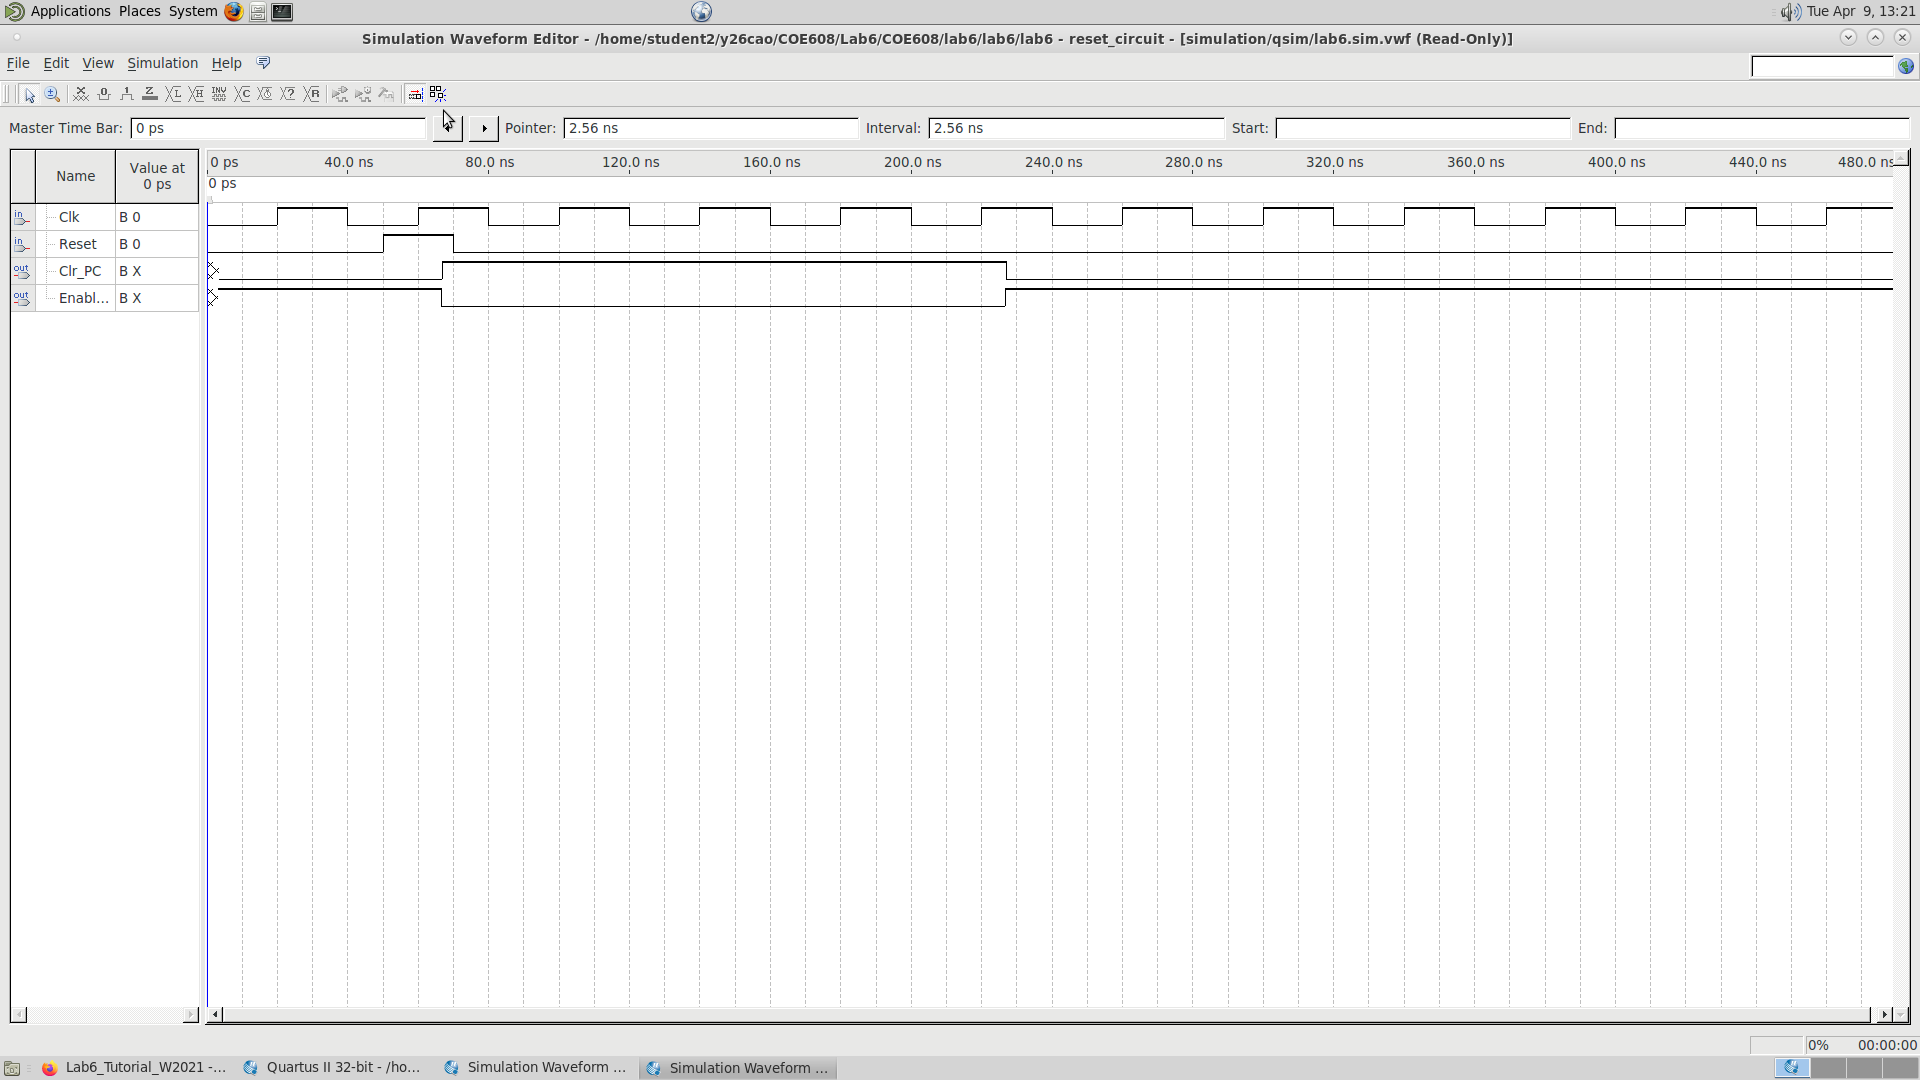 Applications Places System
Tue Apr 9, 13:21
Simulation Waveform Editor - /home/student2/y26cao/COE608/Lab6/COE608/lab6/lab6/lab6 - reset_circuit - [simulation/qsim/lab6.sim.vwf (Read-Only)]
File Edit View Simulation Help
Master Time Bar: 0 ps Pointer: 2.56 ns Interval: 2.56 ns Start: End:
Name Value at 0 ps
0 ps 40.0 ns 80.0 ns 120.0 ns 160.0 ns 200.0 ns 240.0 ns 280.0 ns 320.0 ns 360.0 ns 400.0 ns 440.0 ns 480.0 ns
0 ps
in Clk B 0
in Reset B 0
out Clr_PC B X
out Enabl... B X
0% 00:00:00
Lab6_Tutorial_W2021 -... Quartus II 32-bit - /ho... Simulation Waveform ... Simulation Waveform ...